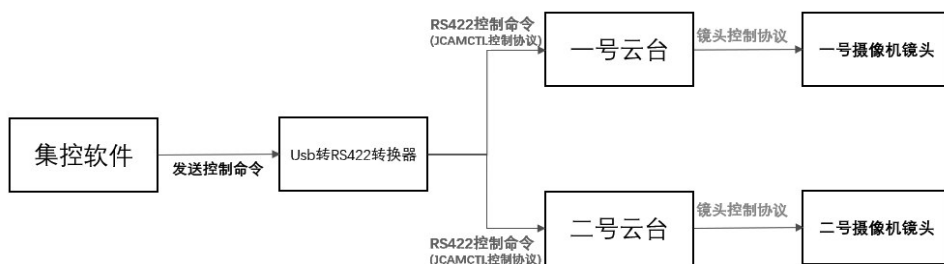 RS422控制命令
(JCAMCTL控制协议)
一号云台
镜头控制协议
一号摄像机镜头
集控软件
发送控制命令
Usb转RS422转换器
二号云台
镜头控制协议
二号摄像机镜头
RS422控制命令
(JCAMCTL控制协议)